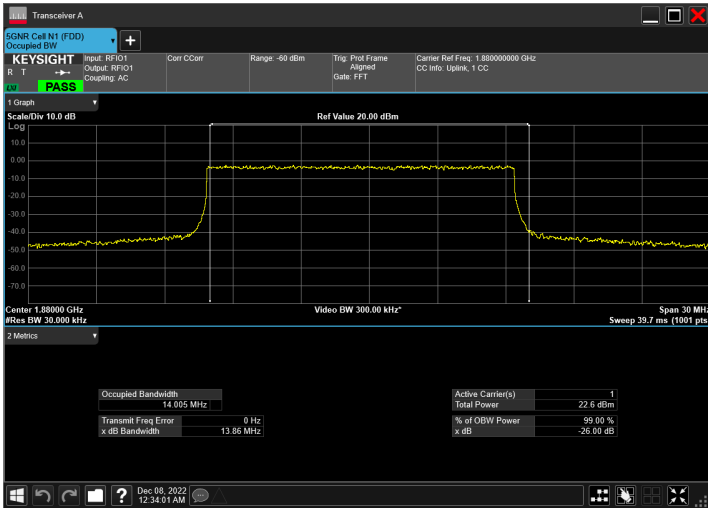 Transceiver A
5GNR Cell N1 (FDD)
Occupied BW
+
KEYSIGHT
R T
LXI
PASS
Input: RFIO1
Output: RFIO1
Coupling: AC
Corr CCorr
Range: -60 dBm
Trig: Prot Frame
Aligned
Gate: FFT
Carrier Ref Freq: 1.880000000 GHz
CC Info: Uplink, 1 CC
1 Graph
Scale/Div 10.0 dB
Ref Value 20.00 dBm
Log
10.0
0.00
-10.0
-20.0
-30.0
-40.0
-50.0
-60.0
-70.0
Center 1.88000 GHz
Video BW 300.00 kHz*
Span 30 MHz
#Res BW 30.000 kHz
Sweep 39.7 ms (1001 pts
2 Metrics
Occupied Bandwidth
14.005 MHz
Transmit Freq Error 0 Hz
x dB Bandwidth 13.86 MHz
Active Carrier(s) 1
Total Power 22.6 dBm
% of OBW Power 99.00 %
x dB -26.00 dB
?
Dec 08, 2022
12:34:01 AM